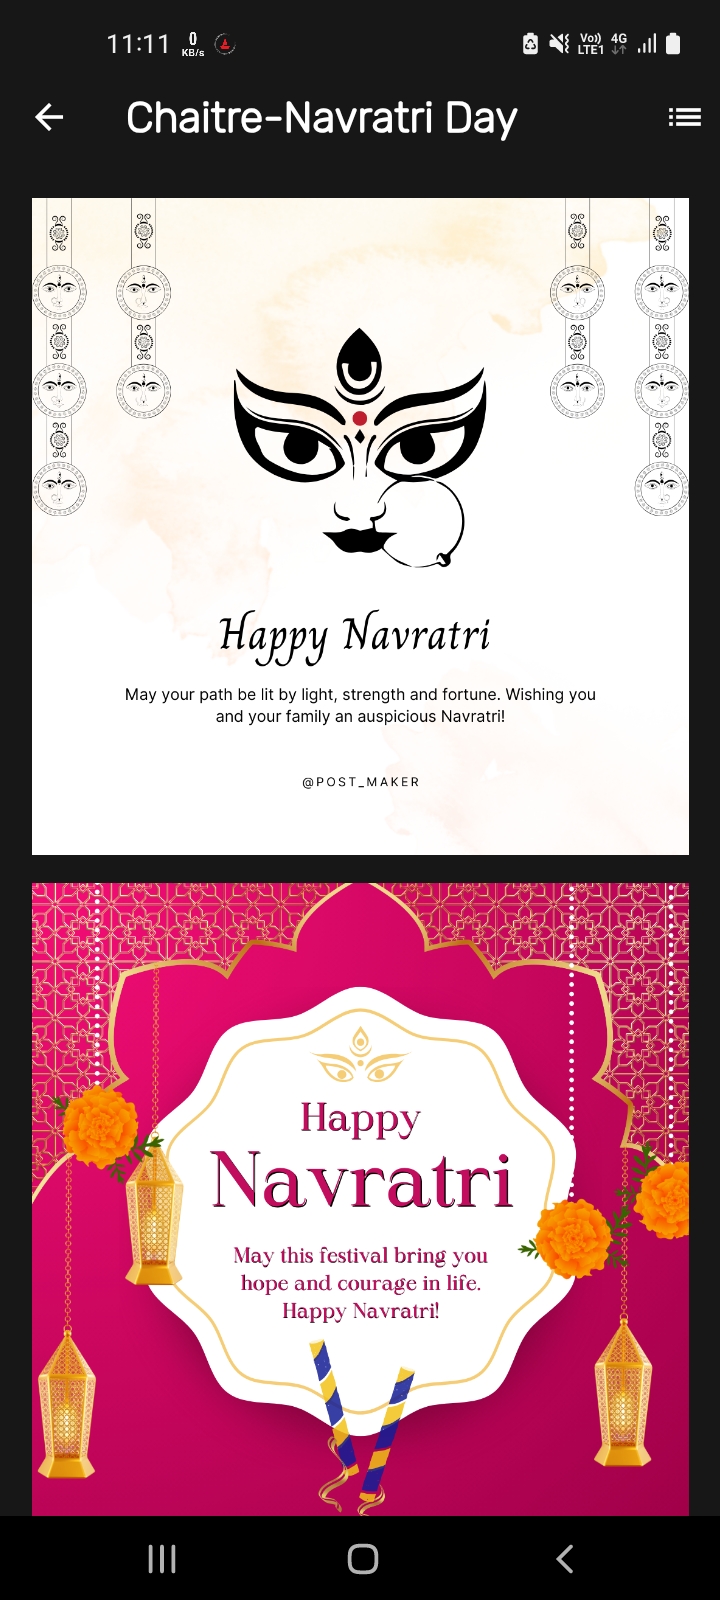 11:11
0
KB/s
Vo))
LTE1
4G
Chaitre-Navratri Day
Happy Navratri
May your path be lit by light, strength and fortune. Wishing you
and your family an auspicious Navratri!
@POST_MAKER
Happy
Navratri
May this festival bring you
hope and courage in life.
Happy Navratri!